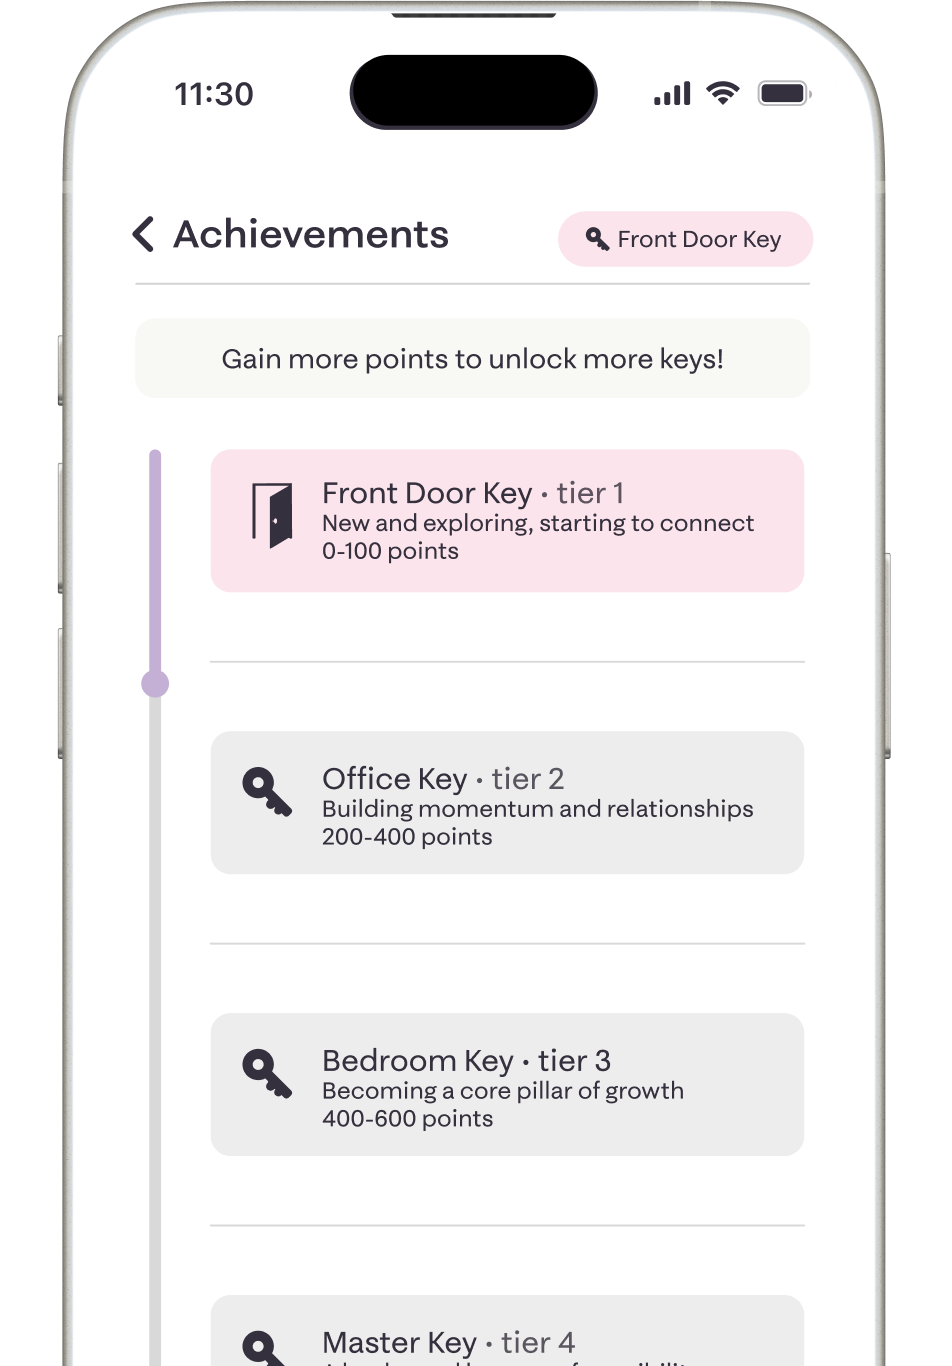 11:30
Achievements
Front Door Key
Gain more points to unlock more keys!
Front Door Key · tier 1
New and exploring, starting to connect
0-100 points
Office Key · tier 2
Building momentum and relationships
200-400 points
Bedroom Key · tier 3
Becoming a core pillar of growth
400-600 points
Master Key · tier 4